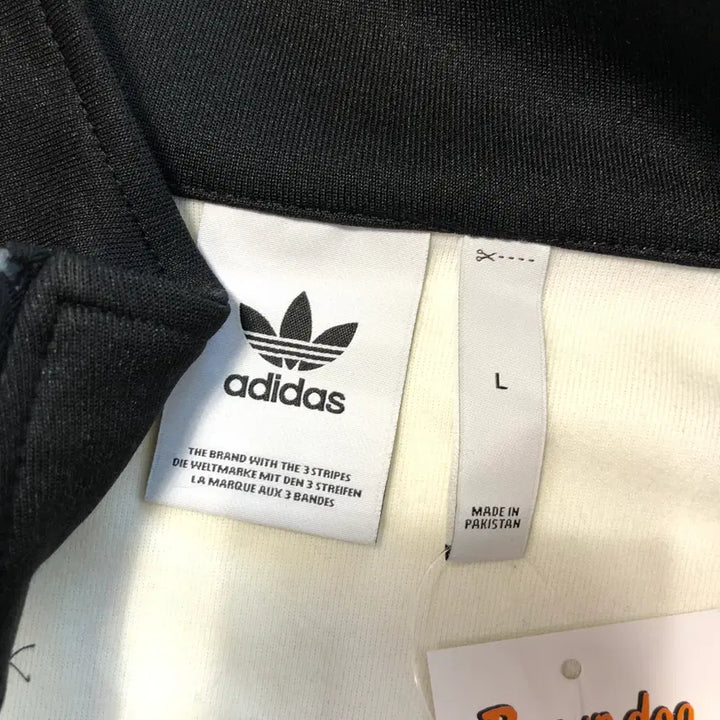 adidas
THE BRAND WITH THE 3 STRIPES
DIE WELTMARKE MIT DEN 3 STREIFEN
LA MARQUE AUX 3 BANDES
L
MADE IN
PAKISTAN